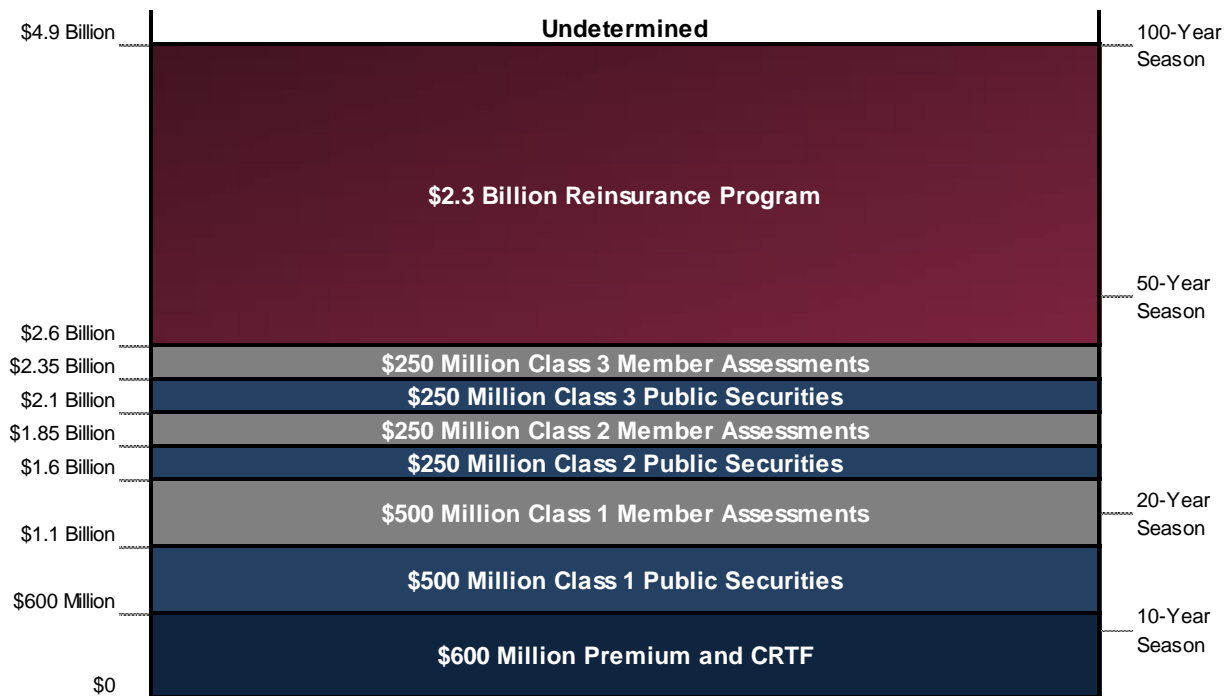 Undetermined
$4.9 Billion
100-Year
Season
$2.3 Billion Reinsurance Program
50-Year
Season
$2.6 Billion
$250 Million Class 3 Member Assessments
$2.35 Billion
$250 Million Class 3 Public Securities
$2.1 Billion
$250 Million Class 2 Member Assessments
$1.85 Billion
$250 Million Class 2 Public Securities
$1.6 Billion
$500 Million Class 1 Member Assessments
20-Year
Season
$1.1 Billion
$500 Million Class 1 Public Securities
$600 Million
10-Year
Season
$600 Million Premium and CRTF
$0